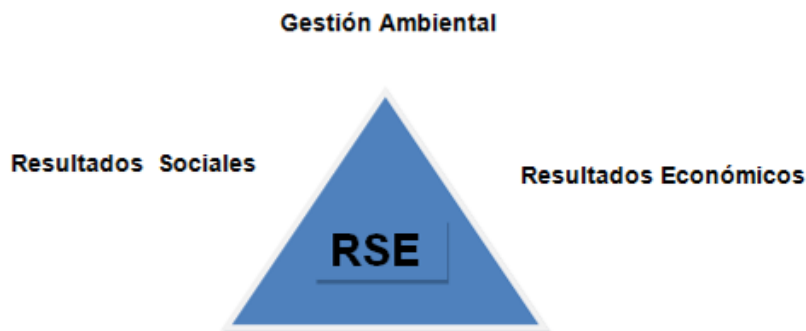 Gestión Ambiental
Resultados Sociales
Resultados Económicos
RSE